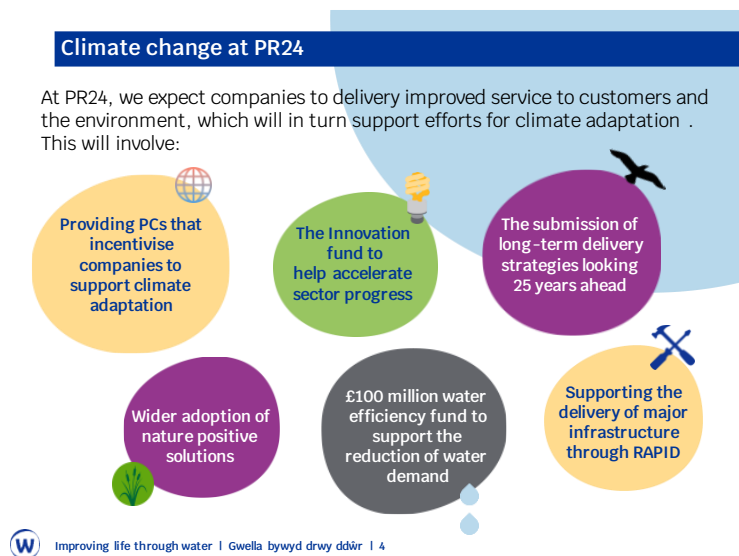 Climate change at PR24
At PR24, we expect companies to delivery improved service to customers and
the environment, which will in turn support efforts for climate adaptation .
This will involve:
Providing PCs that
incentivise
companies to
support climate
adaptation
The Innovation
fund to
help accelerate
sector progress
The submission of
long-term delivery
strategies looking
25 years ahead
Wider adoption of
nature positive
solutions
£100 million water
efficiency fund to
support the
reduction of water
demand
Supporting the
delivery of major
infrastructure
through RAPID
W
Improving life through water l Gwella bywyd drwy ddŵr l 4